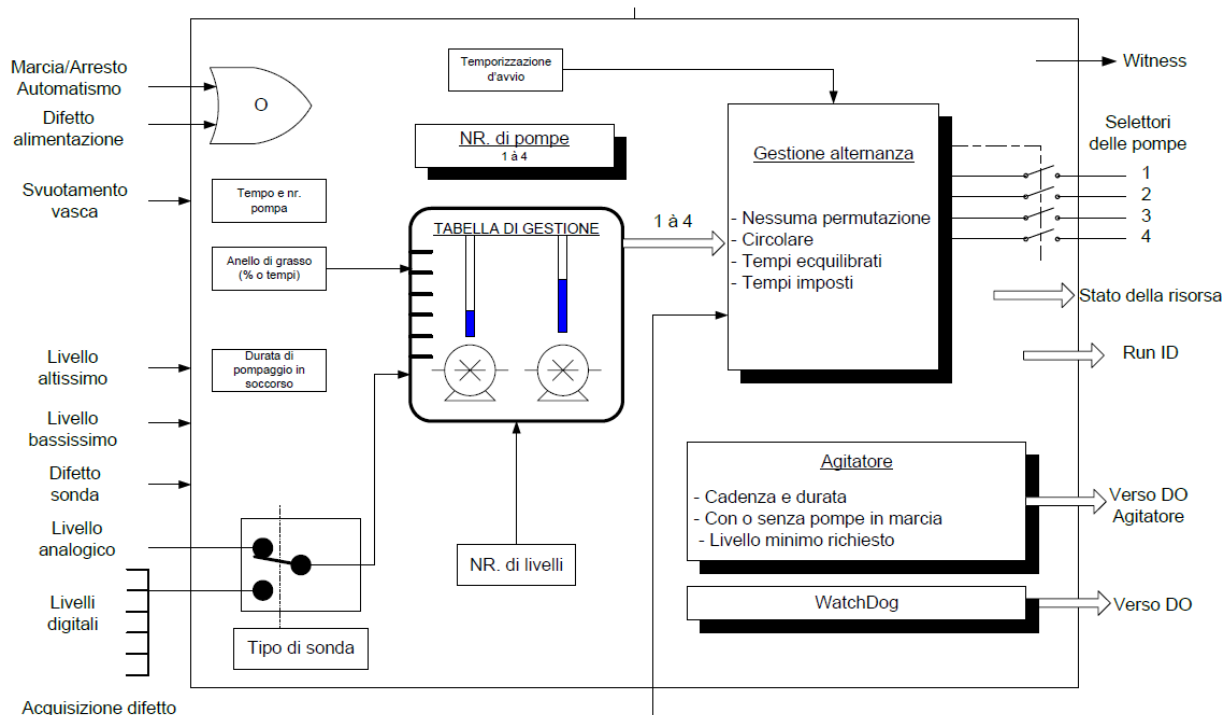 Marcia/Arresto
Automatismo
Difetto
alimentazione
Svuotamento
vasca
Livello
altissimo
Livello
bassissimo
Difetto
sonda
Livello
analogico
Livelli
digitali
Acquisizione difetto
O
Tempo e nr.
pompa
Anello di grasso
(% o tempi)
Durata di
pompaggio in
soccorso
Tipo di sonda
Temporizzazione
d'avvio
NR. di pompe
1 à 4
TABELLA DI GESTIONE
NR. di livelli
1 à 4
Gestione alternanza
- Nessuma permutazione
- Circolare
- Tempi ecquilibrati
- Tempi imposti
Agitatore
- Cadenza e durata
- Con o senza pompe in marcia
- Livello minimo richiesto
WatchDog
Witness
Selettori
delle pompe
1
2
3
4
Stato della risorsa
Run ID
Verso DO
Agitatore
Verso DO